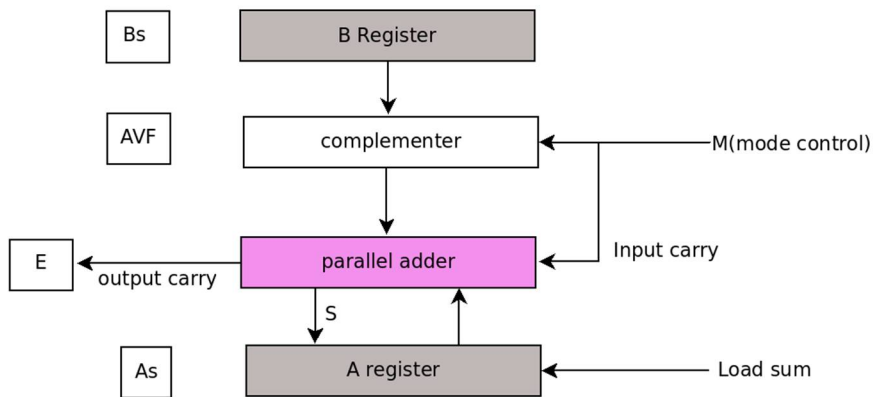 Bs
B Register
AVF
complementer
M(mode control)
E
output carry
parallel adder
Input carry
S
As
A register
Load sum